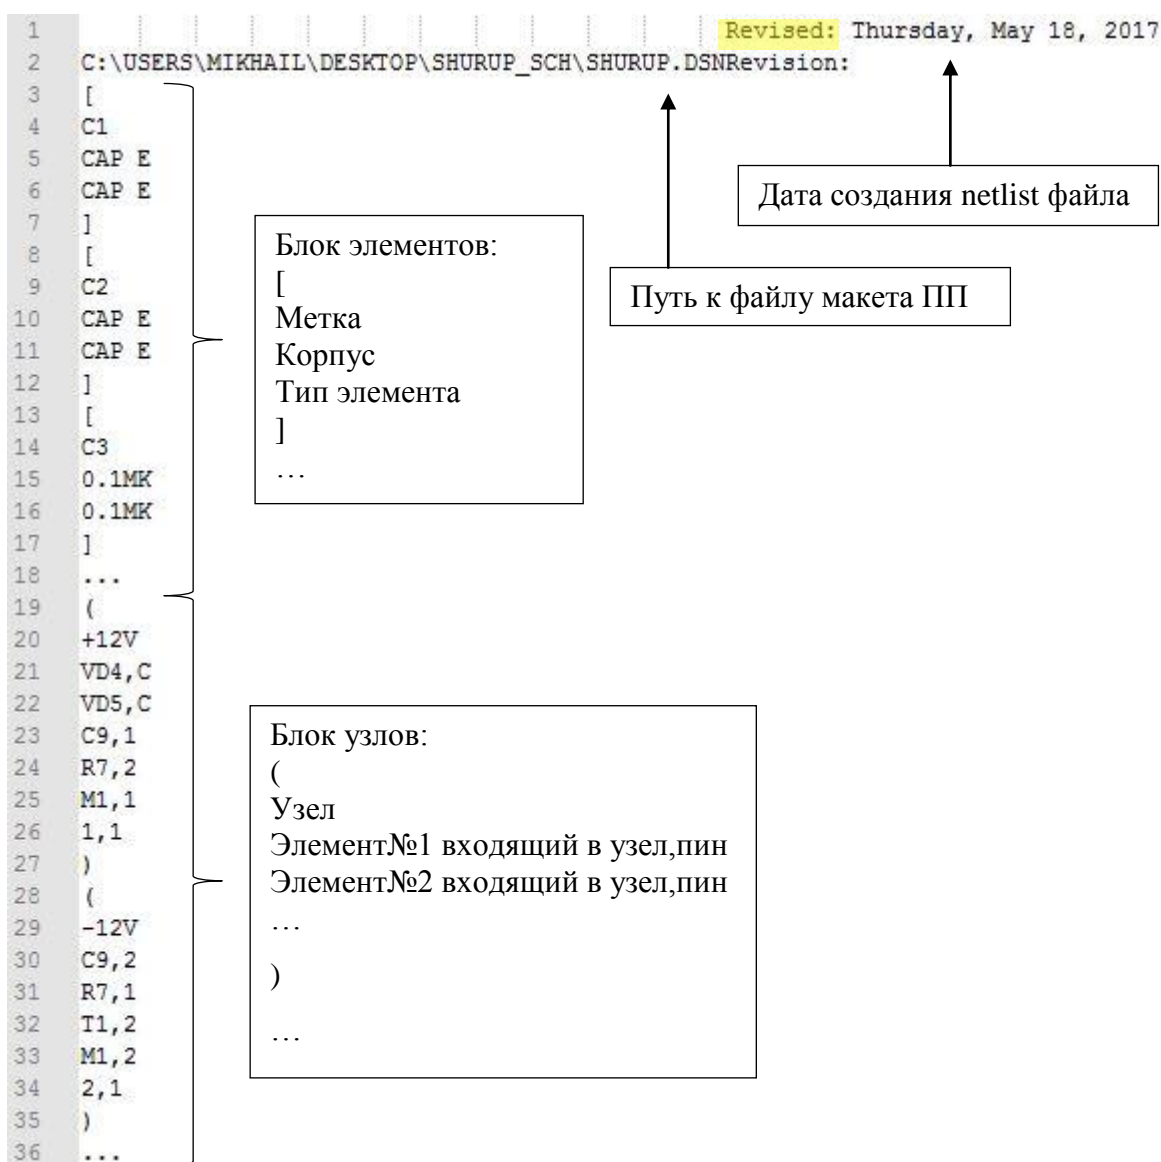 1 Revised: Thursday, May 18, 2017
2 C:\USERS\MIKHAIL\DESKTOP\SHURUP_SCH\SHURUP.DSNRevision:
3 [
4 C1
5 CAP E
6 CAP E
7 ]
8 [
9 C2
10 CAP E
11 CAP E
12 ]
13 [
14 C3
15 0.1MK
16 0.1MK
17 ]
18 ...
19 (
20 +12V
21 VD4,C
22 VD5,C
23 C9,1
24 R7,2
25 M1,1
26 1,1
27 )
28 (
29 -12V
30 C9,2
31 R7,1
32 T1,2
33 M1,2
34 2,1
35 )
36 ...
Дата создания netlist файла
Путь к файлу макета ПП
Блок элементов:
[
Метка
Корпус
Тип элемента
]
…
Блок узлов:
(
Узел
Элемент№1 входящий в узел,пин
Элемент№2 входящий в узел,пин
…
)
…